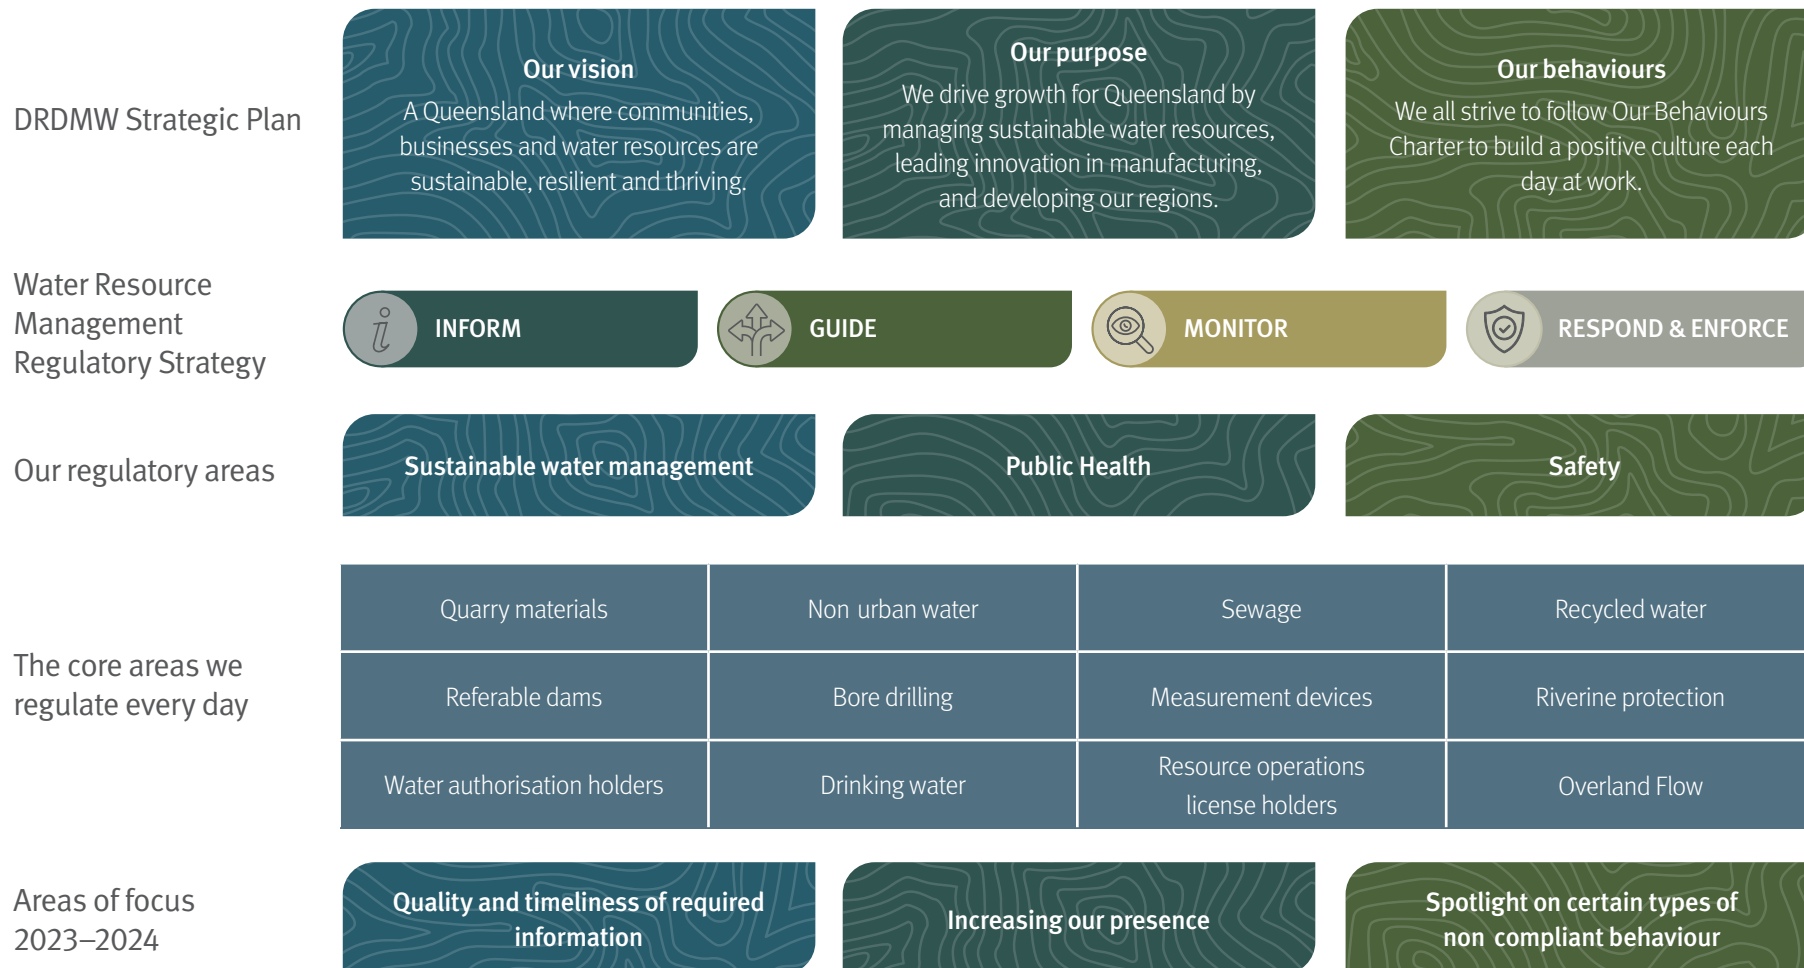 DRDMW Strategic Plan
Our vision
A Queensland where communities,
businesses and water resources are
sustainable, resilient and thriving.
Our purpose
We drive growth for Queensland by
managing sustainable water resources,
leading innovation in manufacturing,
and developing our regions.
Our behaviours
We all strive to follow Our Behaviours
Charter to build a positive culture each
day at work.
Water Resource
Management
Regulatory Strategy
INFORM
GUIDE
MONITOR
RESPOND & ENFORCE
Our regulatory areas
Sustainable water management
Public Health
Safety
The core areas we
regulate every day
Quarry materials
Non urban water
Sewage
Recycled water
Referable dams
Bore drilling
Measurement devices
Riverine protection
Water authorisation holders
Drinking water
Resource operations
license holders
Overland Flow
Areas of focus
2023–2024
Quality and timeliness of required
information
Increasing our presence
Spotlight on certain types of
non compliant behaviour